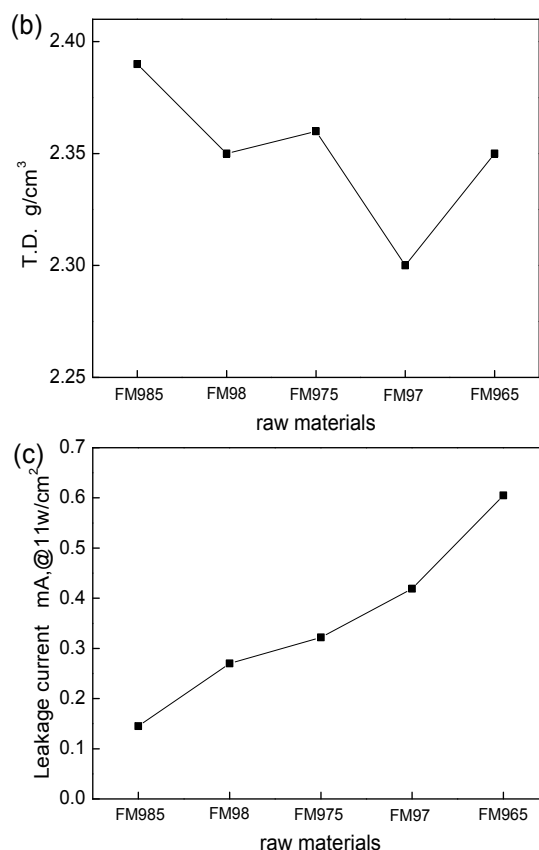 (b)
2.40
2.35
2.30
2.25
T.D. g/cm³
FM985 FM98 FM975 FM97 FM965
raw materials
(c)
0.7
0.6
0.5
0.4
0.3
0.2
0.1
0.0
Leakage current mA,@11w/cm²
FM985 FM98 FM975 FM97 FM965
raw materials